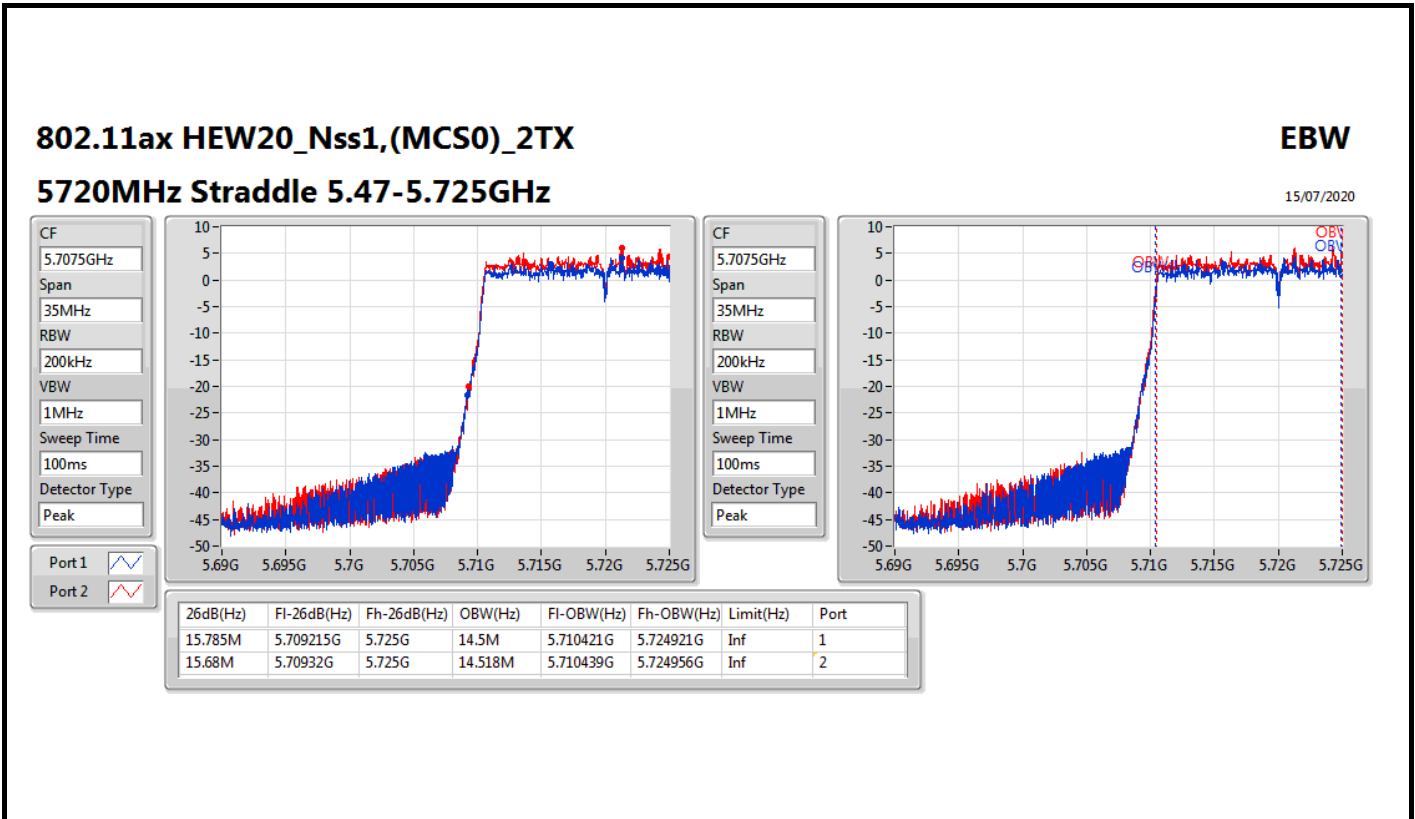 802.11ax HEW20_Nss1,(MCS0)_2TX
EBW
5720MHz Straddle 5.47-5.725GHz
15/07/2020
CF
5.7075GHz
Span
35MHz
RBW
200kHz
VBW
1MHz
Sweep Time
100ms
Detector Type
Peak
Port 1
Port 2
10
5
0
-5
-10
-15
-20
-25
-30
-35
-40
-45
-50
5.69G 5.695G 5.7G 5.705G 5.71G 5.715G 5.72G 5.725G
CF
5.7075GHz
Span
35MHz
RBW
200kHz
VBW
1MHz
Sweep Time
100ms
Detector Type
Peak
10
5
0
-5
-10
-15
-20
-25
-30
-35
-40
-45
-50
OBW
OBW
OBW
OBW
5.69G 5.695G 5.7G 5.705G 5.71G 5.715G 5.72G 5.725G
26dB(Hz) Fl-26dB(Hz) Fh-26dB(Hz) OBW(Hz) Fl-OBW(Hz) Fh-OBW(Hz) Limit(Hz) Port
15.785M 5.709215G 5.725G 14.5M 5.710421G 5.724921G Inf 1
15.68M 5.70932G 5.725G 14.518M 5.710439G 5.724956G Inf 2